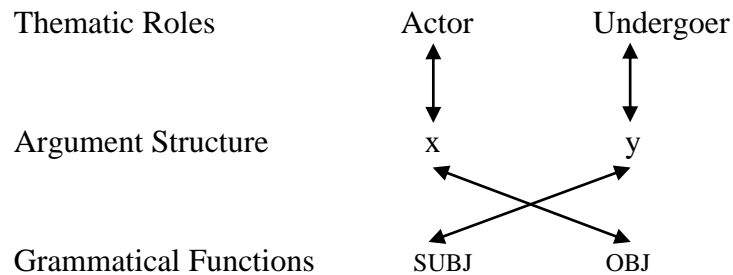 Thematic Roles Actor Undergoer
Argument Structure x y
Grammatical Functions SUBJ OBJ